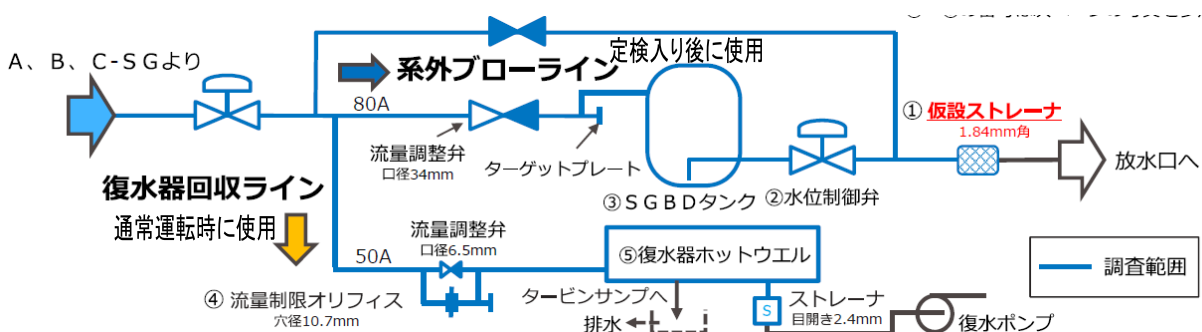 A、B、C-SGより
系外ブローライン
定検入り後に使用
80A
流量調整弁
口径34mm
ターゲットプレート
③SGBDタンク
②水位制御弁
①仮設ストレーナ
1.84mm角
放水口へ
復水器回収ライン
通常運転時に使用
50A
流量調整弁
口径6.5mm
④ 流量制限オリフィス
穴径10.7mm
⑤復水器ホットウエル
タービンサンプへ
排水
S
ストレーナ
目開き2.4mm
復水ポンプ
調査範囲